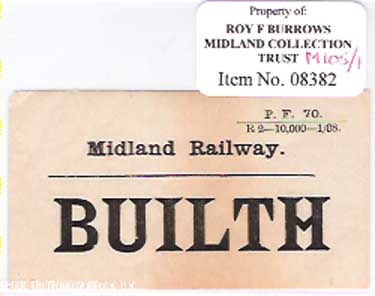 Property of:
ROY F BURROWS
MIDLAND COLLECTION
TRUST M105/1
Item No. 08382
P. F. 70.
R 2—10,000—1/08.
Midland Railway.
BUILTH